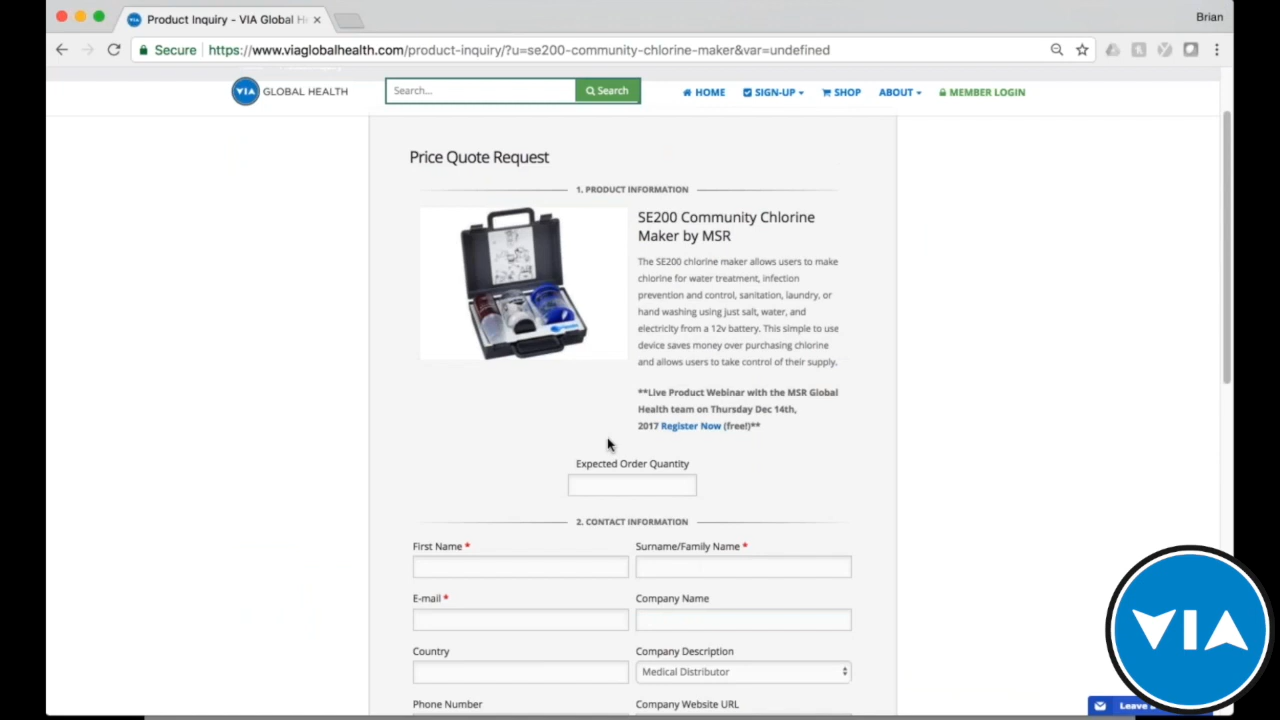 Product Inquiry - VIA Global H
Brian
Secure
https://www.viaglobalhealth.com/product-inquiry/?u=se200-community-chlorine-maker&var=undefined
VIA GLOBAL HEALTH
Search...
Search
HOME
SIGN-UP
SHOP
ABOUT
MEMBER LOGIN
Price Quote Request
1. PRODUCT INFORMATION
SE200 Community Chlorine
Maker by MSR
The SE200 chlorine maker allows users to make
chlorine for water treatment, infection
prevention and control, sanitation, laundry, or
hand washing using just salt, water, and
electricity from a 12v battery. This simple to use
device saves money over purchasing chlorine
and allows users to take control of their supply.
**Live Product Webinar with the MSR Global
Health team on Thursday Dec 14th,
2017 Register Now (free!)**
Expected Order Quantity
2. CONTACT INFORMATION
First Name *
Surname/Family Name *
E-mail *
Company Name
Country
Company Description
Medical Distributor
Phone Number
Company Website URL
Leave
VIA